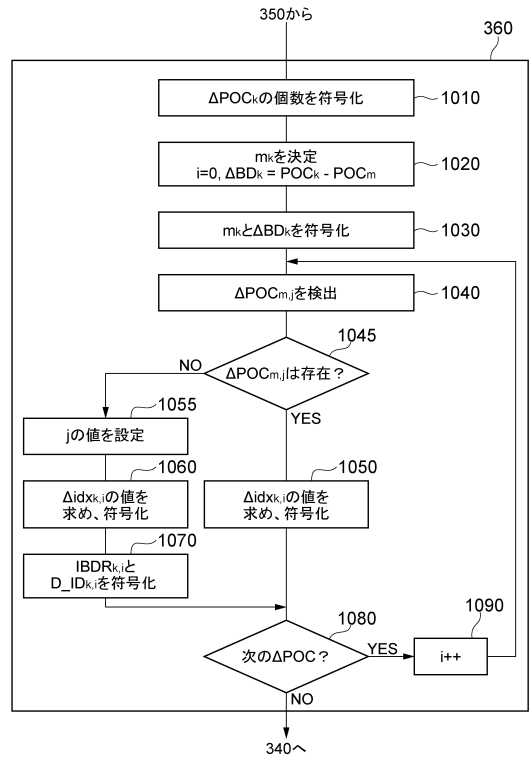 350から
360
ΔPOCkの個数を符号化
1010
mkを決定
i=0, ΔBDk = POCk - POCm
1020
mkとΔBDkを符号化
1030
ΔPOCm,jを検出
1040
1045
ΔPOCm,jは存在？
NO
YES
1055
jの値を設定
1060
Δidxk,iの値を
求め、符号化
1050
Δidxk,iの値を
求め、符号化
1070
IBDRk,iと
D_IDk,iを符号化
1080
次のΔPOC？
YES
1090
i++
NO
340へ